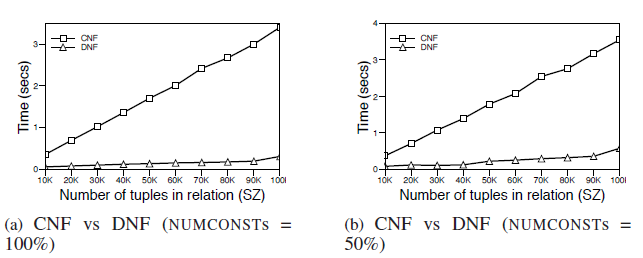 CNF
DNF
Time (secs)
3
2
1
0
10K 20K 30K 40K 50K 60K 70K 80K 90K 100
Number of tuples in relation (SZ)
(a) CNF vs DNF (NUMCONSTs =
100%)
CNF
DNF
Time (secs)
4
3
2
1
0
10K 20K 30K 40K 50K 60K 70K 80K 90K 100
Number of tuples in relation (SZ)
(b) CNF vs DNF (NUMCONSTs =
50%)